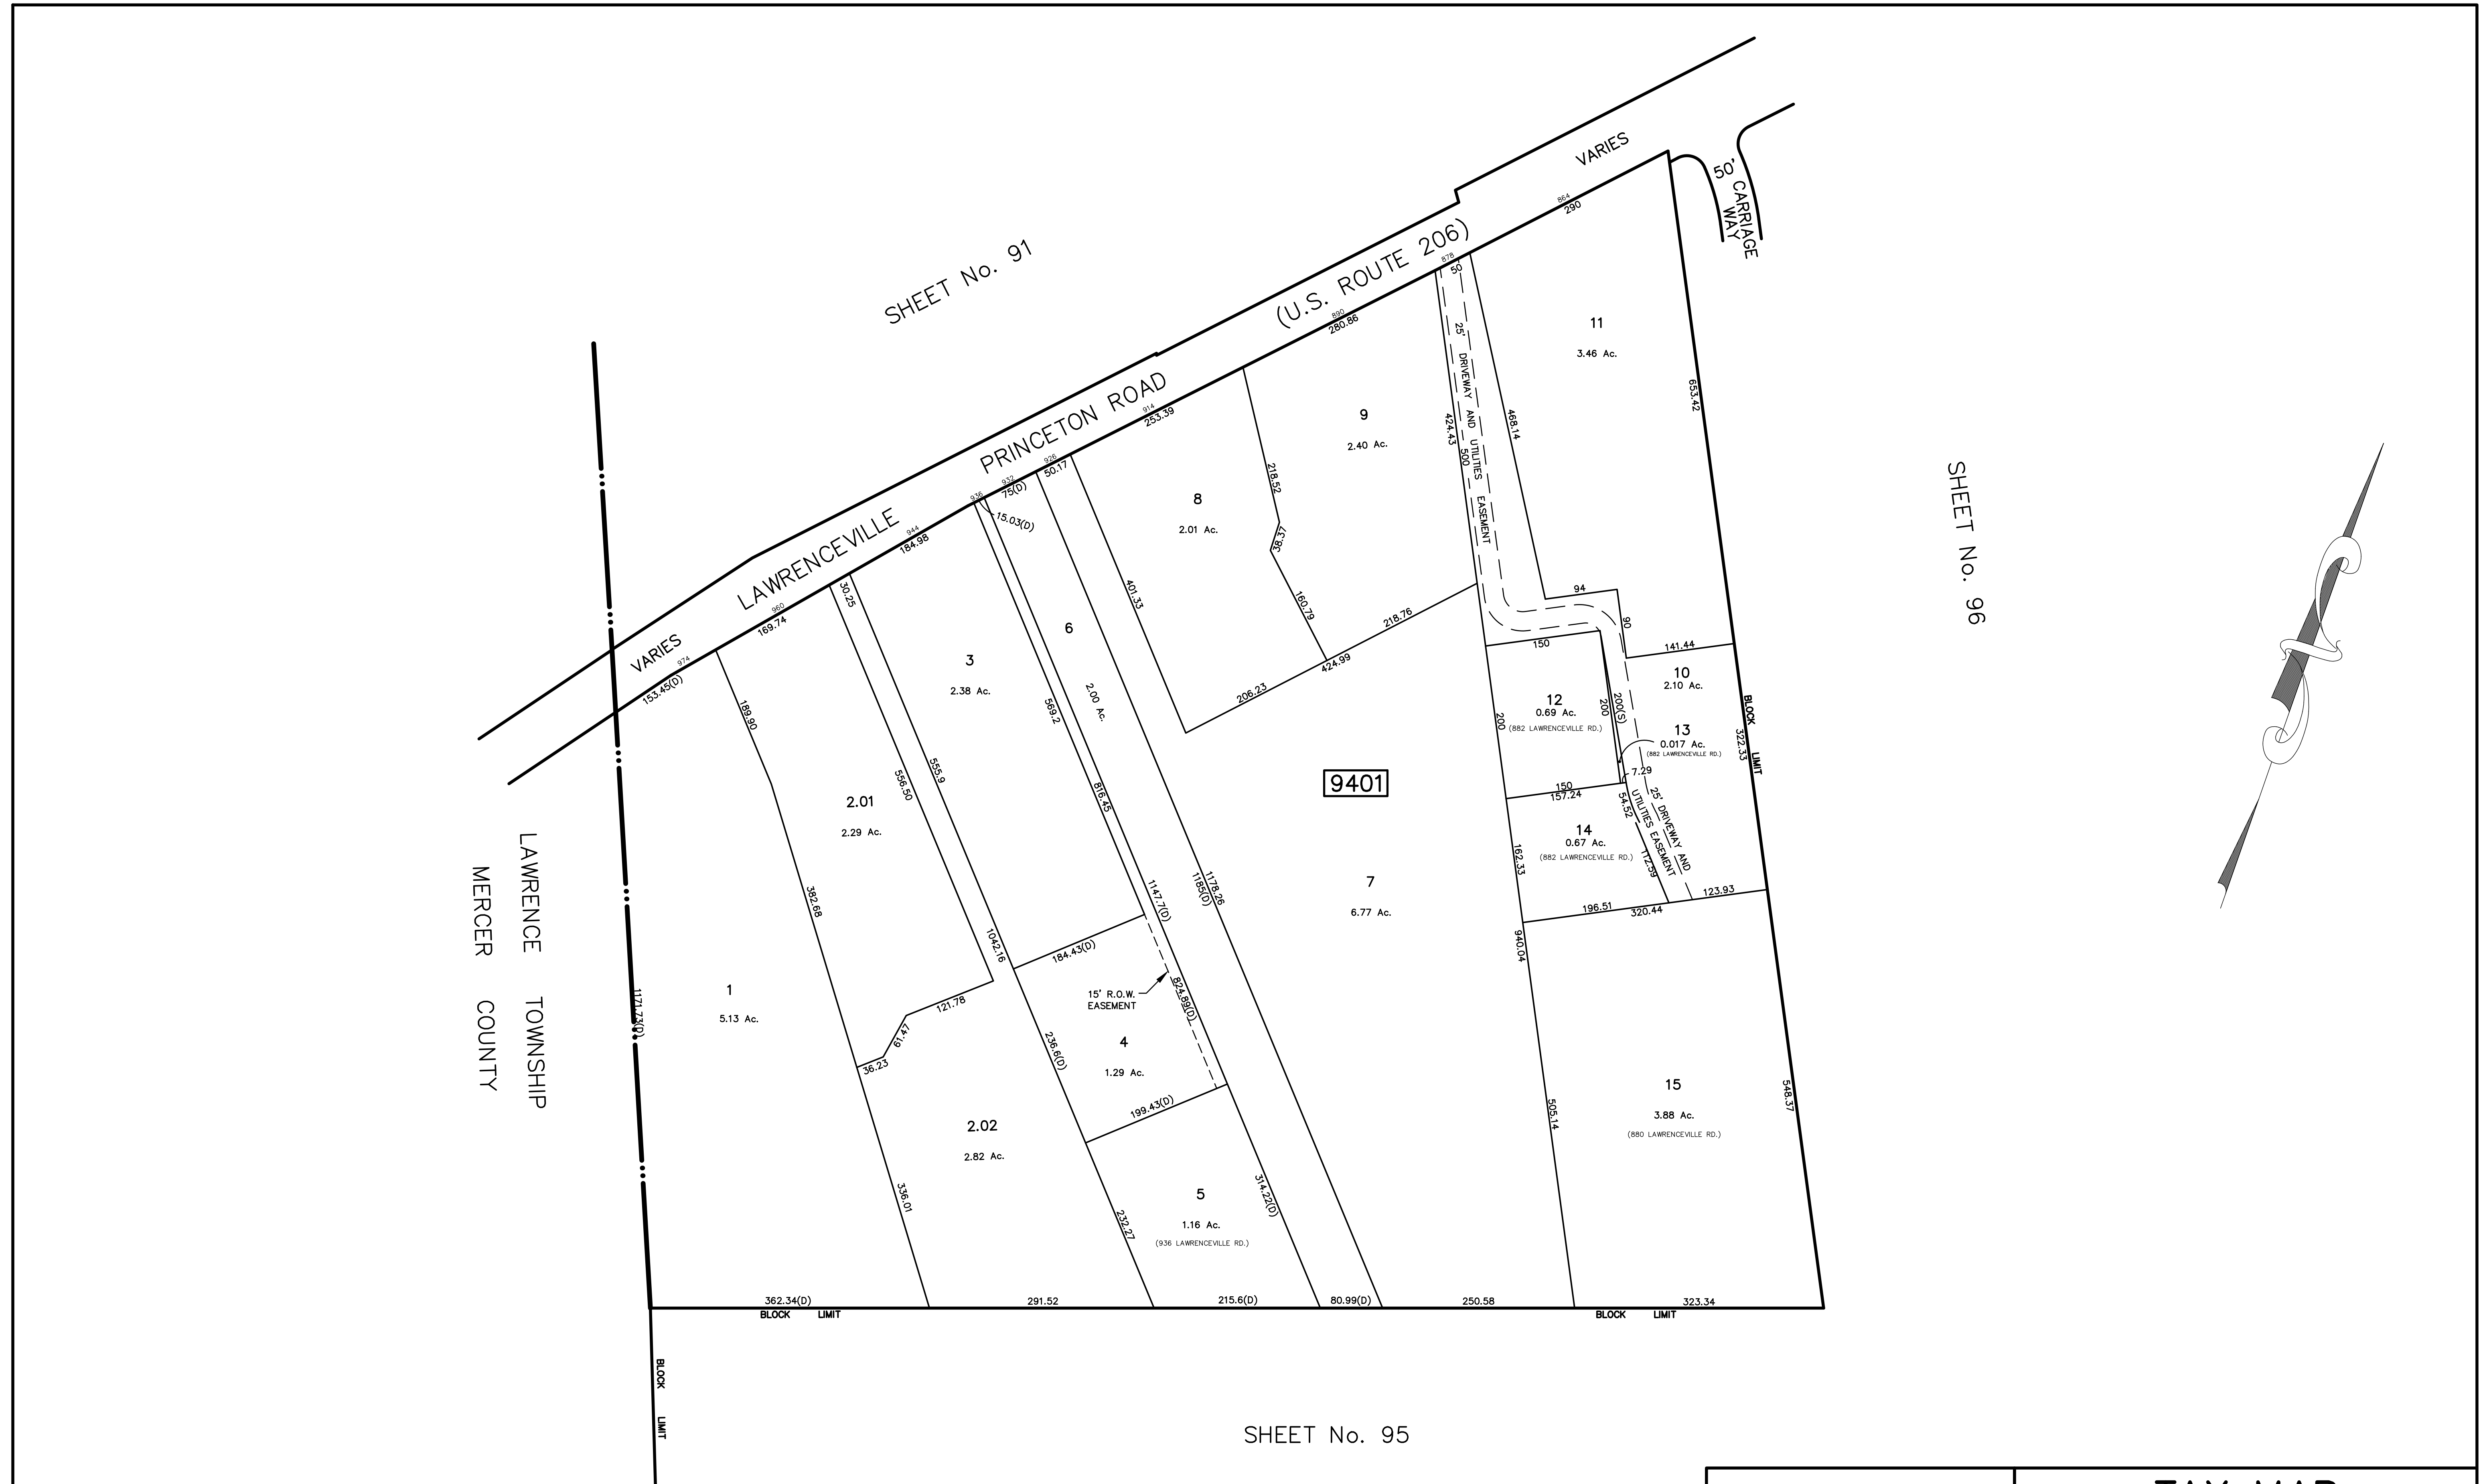 SHEET No. 91
VARIES
50' CARRIAGE
WAY
LAWRENCEVILLE PRINCETON ROAD (U.S. ROUTE 206)
VARIES
974
153.45(D)
960
169.74
30.25
944
184.98
936
15.03(D)
932
75(D)
926
50.17
914
253.39
890
280.86
878
50
864
290
11
3.46 Ac.
653.42
468.14
25' DRIVEWAY AND UTILITIES EASEMENT
424.43
500
9
2.40 Ac.
218.52
38.37
160.79
8
2.01 Ac.
401.33
206.23
424.99
218.76
94
90
141.44
150
10
2.10 Ac.
12
0.69 Ac.
(882 LAWRENCEVILLE RD.)
200
200
200(S)
13
0.017 Ac.
(882 LAWRENCEVILLE RD.)
7.29
BLOCK LIMIT
322.33
150
157.24
54.52
25' DRIVEWAY AND
UTILITIES EASEMENT
14
0.67 Ac.
(882 LAWRENCEVILLE RD.)
162.33
112.59
123.93
196.51
320.44
9401
7
6.77 Ac.
940.04
505.14
15
3.88 Ac.
(880 LAWRENCEVILLE RD.)
548.37
6
2.00 Ac.
569.2
816.45
1147.7(D)
1185(D)
1178.26
3
2.38 Ac.
555.9
556.50
1042.16
184.43(D)
15' R.O.W.
EASEMENT
824.89(D)
4
1.29 Ac.
236.6(D)
199.43(D)
5
1.16 Ac.
(936 LAWRENCEVILLE RD.)
232.27
314.22(D)
2.01
2.29 Ac.
189.90
382.68
121.78
61.47
36.23
2.02
2.82 Ac.
336.01
1
5.13 Ac.
1171.73(D)
LAWRENCE TOWNSHIP
MERCER COUNTY
362.34(D)
291.52
215.6(D)
80.99(D)
250.58
323.34
BLOCK LIMIT
BLOCK LIMIT
BLOCK LIMIT
SHEET No. 96
SHEET No. 95
TAX MAP